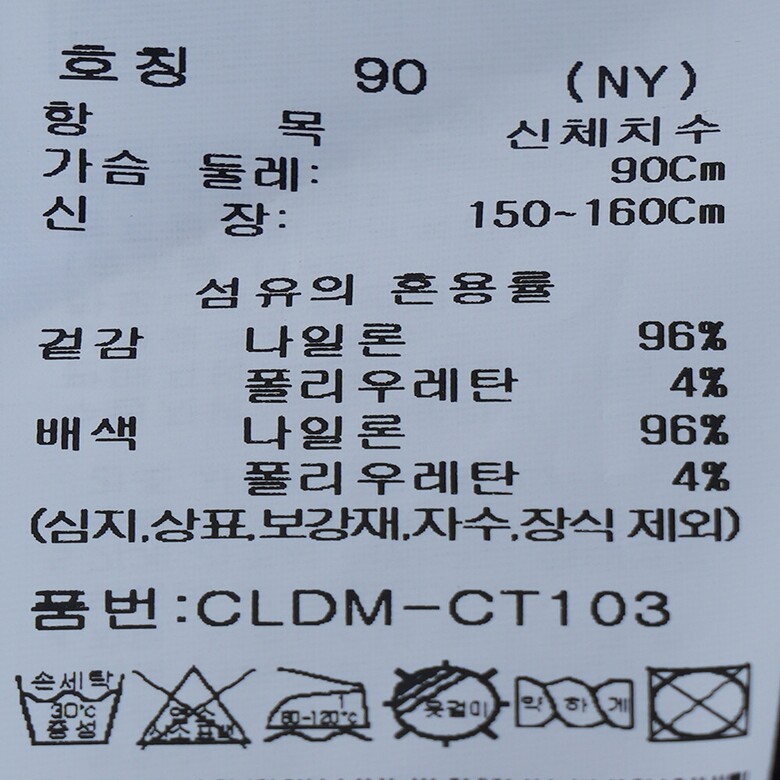 호칭 90 (NY)
항 목 신체치수
가슴 둘레: 90Cm
신 장: 150~160Cm
섬유의 혼용률
겉감 나일론 96%
폴리우레탄 4%
배색 나일론 96%
폴리우레탄 4%
(심지,상표,보강재,자수,장식 제외)
품번:CLDM-CT103
손세탁
30℃
중성
염소
산소표백
80-120℃
옷걸이
약하게